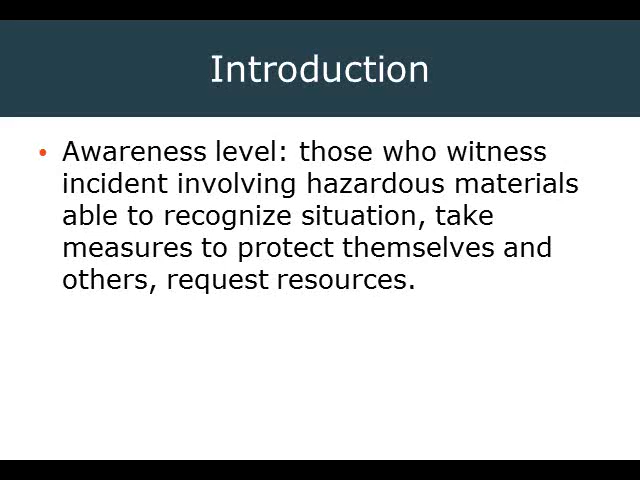 Introduction
• Awareness level: those who witness
incident involving hazardous materials
able to recognize situation, take
measures to protect themselves and
others, request resources.